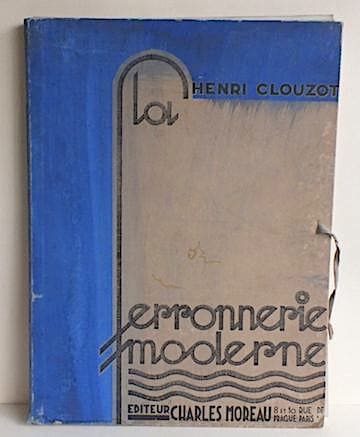 HENRI CLOUZOT
la
ferronnerie
moderne
EDITEUR CHARLES MOREAU 8 ET 10 RUE DE
PRAGUE·PARIS